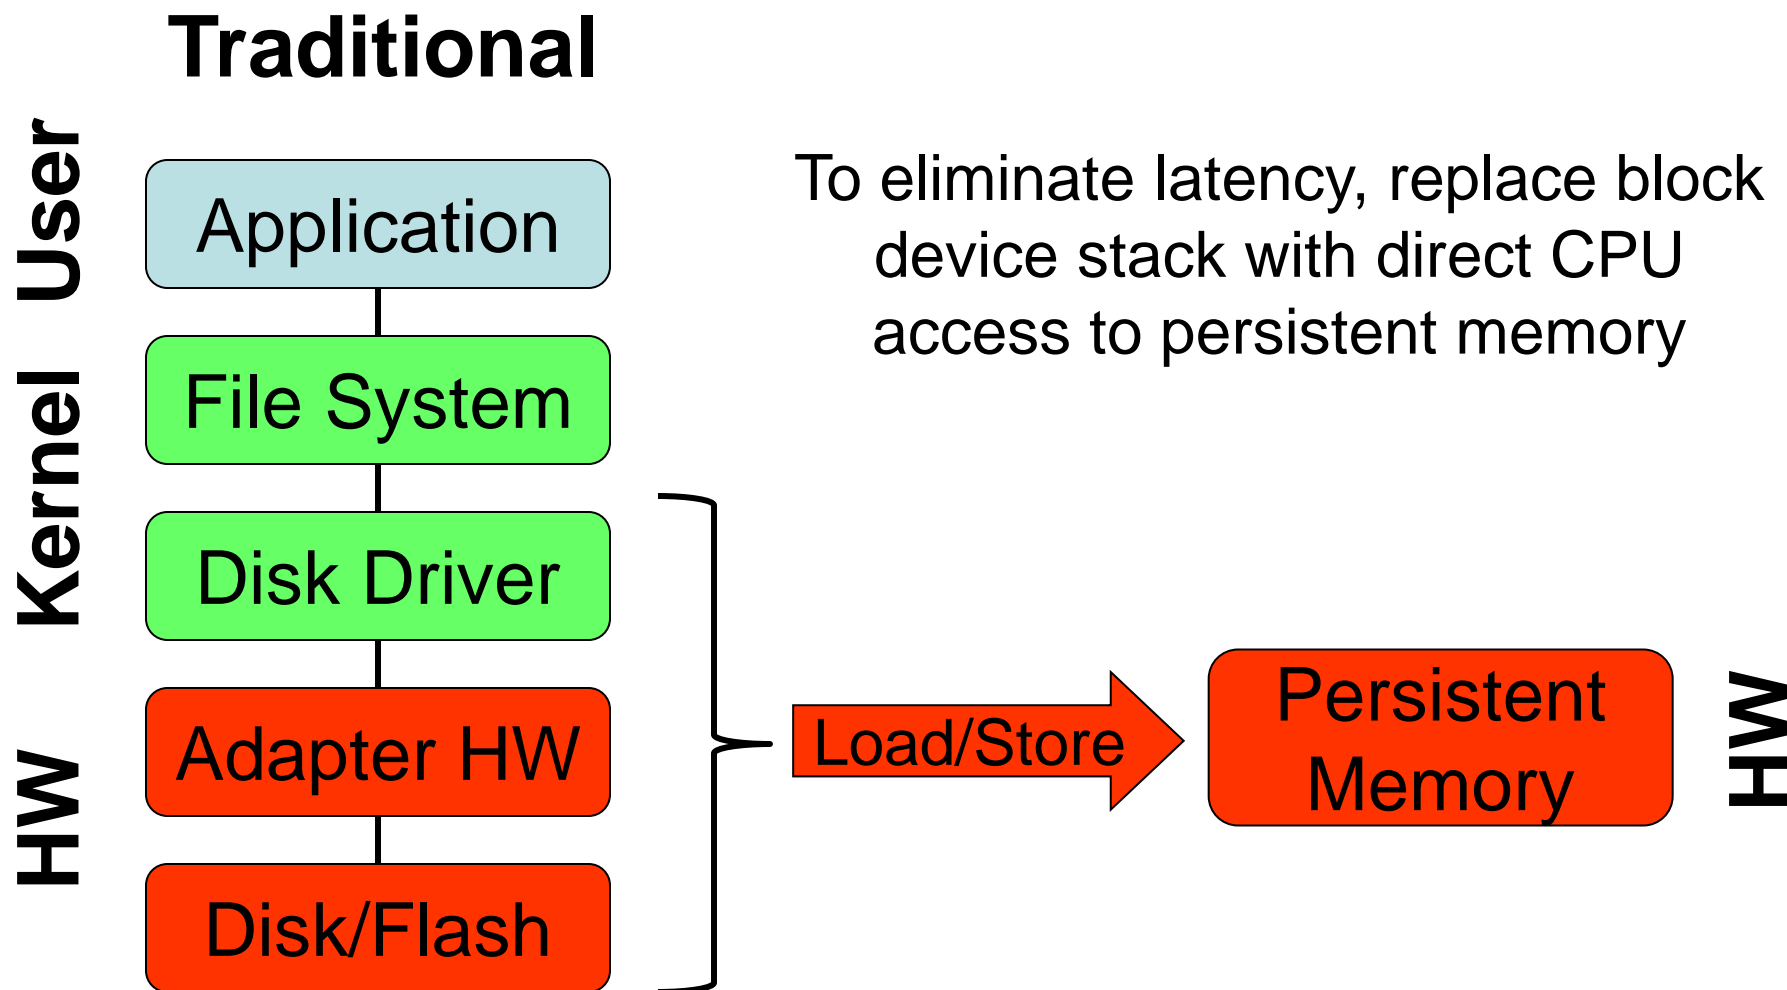 Traditional
User
Application
To eliminate latency, replace block
device stack with direct CPU
access to persistent memory
Kernel
File System
Disk Driver
HW
Adapter HW
Disk/Flash
Load/Store
Persistent
Memory
HW